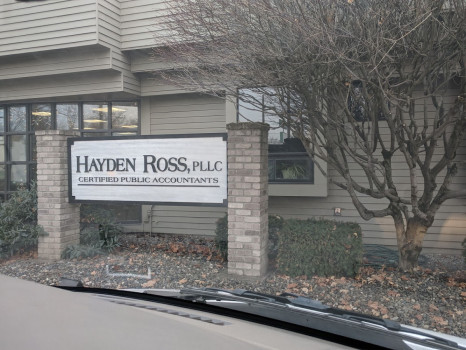 HAYDEN ROSS, PLLC
CERTIFIED PUBLIC ACCOUNTANTS